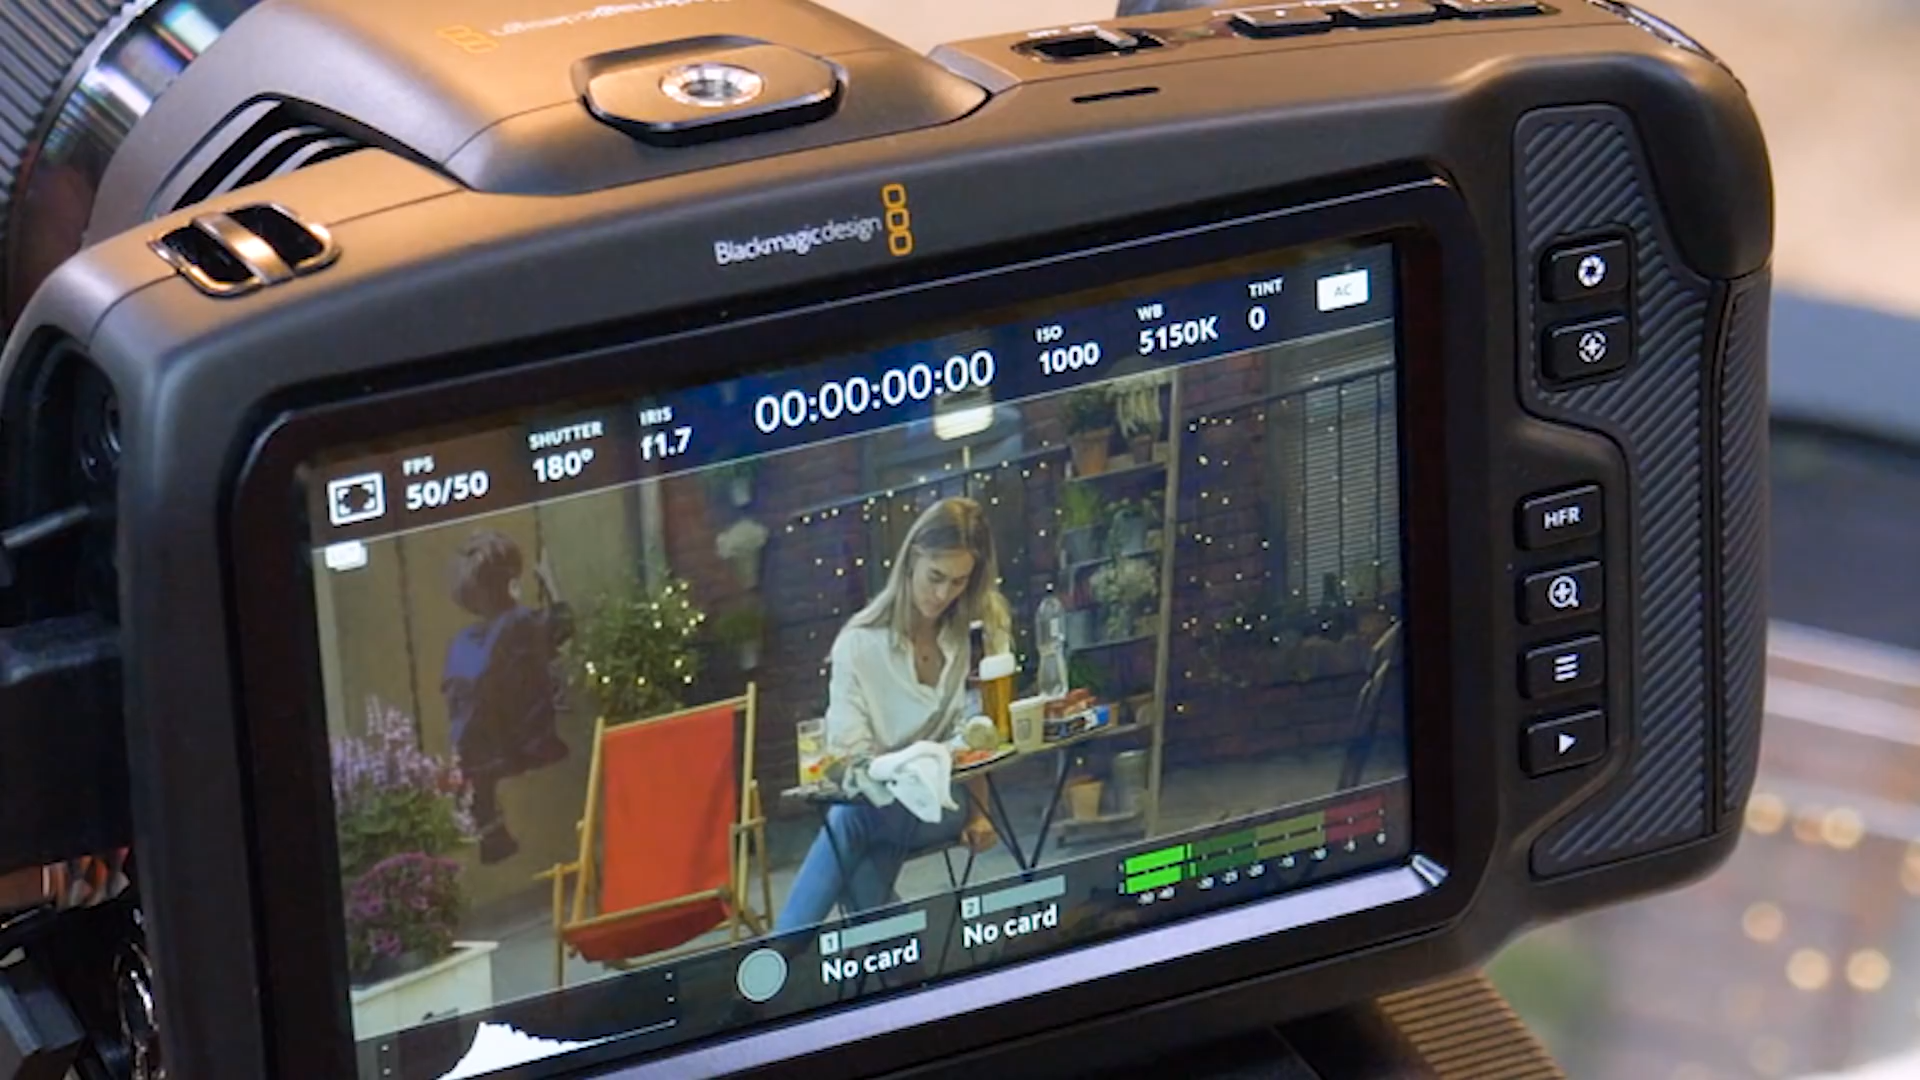 Blackmagicdesign
FPS
50/50
SHUTTER
180°
IRIS
f1.7
00:00:00:00
ISO
1000
WB
5150K
TINT
0
AC
HFR
1
No card
2
No card